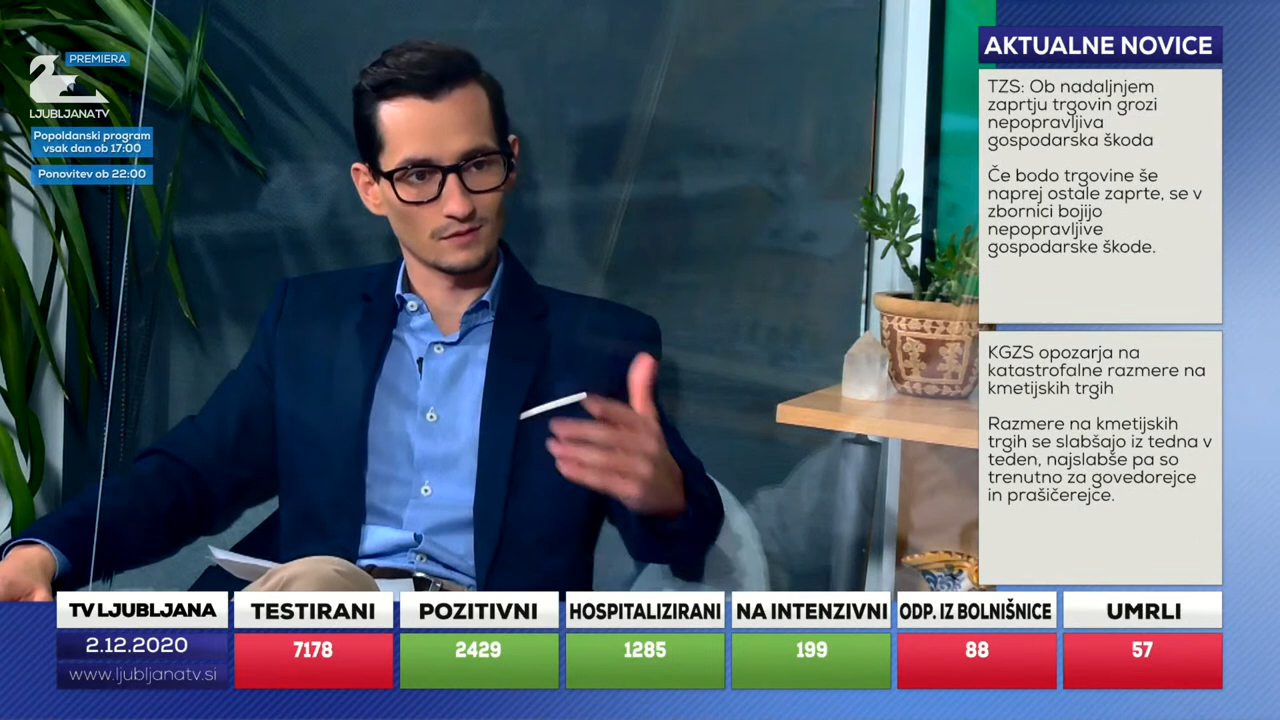 PREMIERA
LJUBLJANATV
Popoldanski program
vsak dan ob 17:00
Ponovitev ob 22:00
AKTUALNE NOVICE
TZS: Ob nadaljnjem
zaprtju trgovin grozi
nepopravljiva
gospodarska škoda
Če bodo trgovine še
naprej ostale zaprte, se v
zbornici bojijo
nepopravljive
gospodarske škode.
KGZS opozarja na
katastrofalne razmere na
kmetijskih trgih
Razmere na kmetijskih
trgih se slabšajo iz tedna v
teden, najslabše pa so
trenutno za govedorejce
in prašičerejce.
TV LJUBLJANA
TESTIRANI
POZITIVNI
HOSPITALIZIRANI
NA INTENZIVNI
ODP. IZ BOLNIŠNICE
UMRLI
2.12.2020
7178
2429
1285
199
88
57
www.ljubljanatv.si